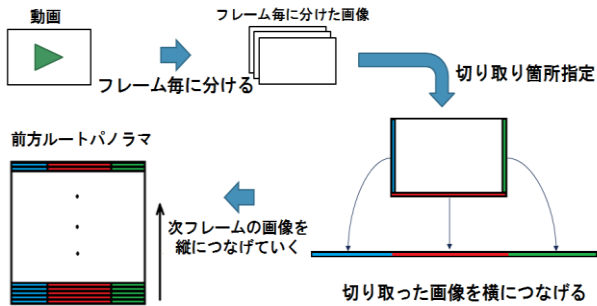 動画
フレーム毎に分ける
フレーム毎に分けた画像
切り取り箇所指定
切り取った画像を横につなげる
次フレームの画像を
縦につなげていく
前方ルートパノラマ